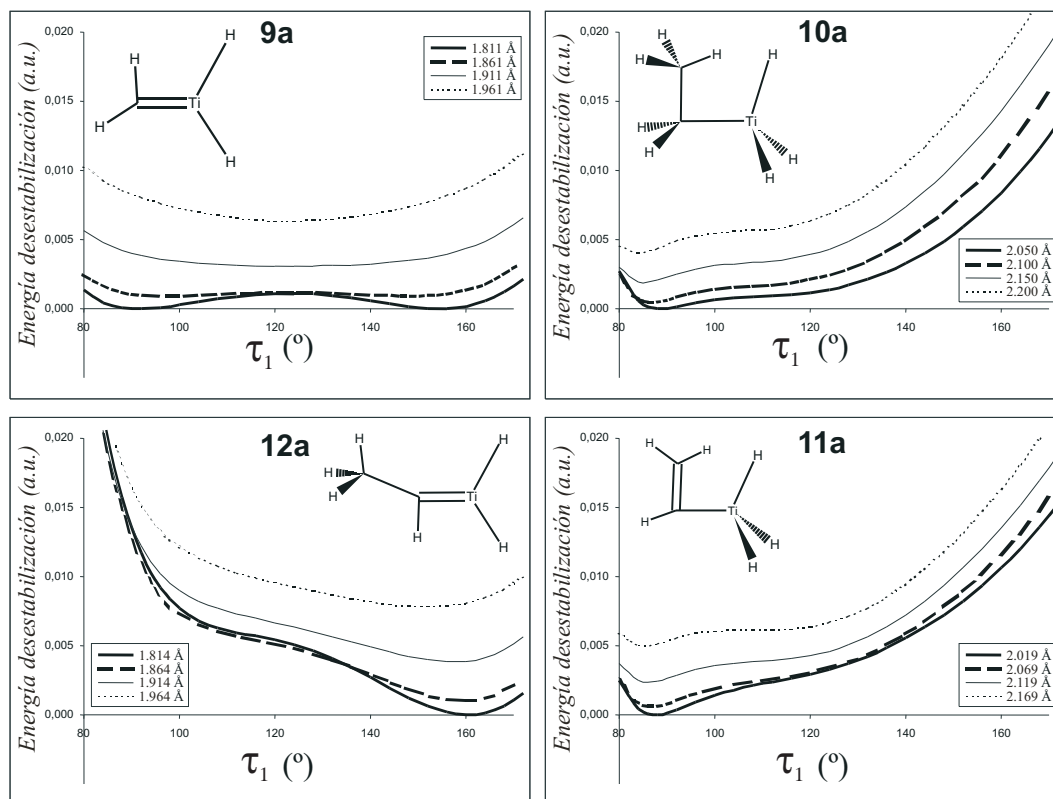 9a
Energía desestabilización (a.u.)
0,020
0,015
0,010
0,005
0,000
80
100
120
140
160
τ1 (º)
1.811 Å
1.861 Å
1.911 Å
1.961 Å
H
H
Ti
H
H
10a
Energía desestabilización (a.u.)
0,020
0,015
0,010
0,005
0,000
80
100
120
140
160
τ1 (º)
2.050 Å
2.100 Å
2.150 Å
2.200 Å
H
H
H
H
H
H
Ti
H
H
12a
Energía desestabilización (a.u.)
0,020
0,015
0,010
0,005
0,000
80
100
120
140
160
τ1 (º)
1.814 Å
1.864 Å
1.914 Å
1.964 Å
H
H
H
H
Ti
H
H
11a
Energía desestabilización (a.u.)
0,020
0,015
0,010
0,005
0,000
80
100
120
140
160
τ1 (º)
2.019 Å
2.069 Å
2.119 Å
2.169 Å
H
H
H
H
Ti
H
H